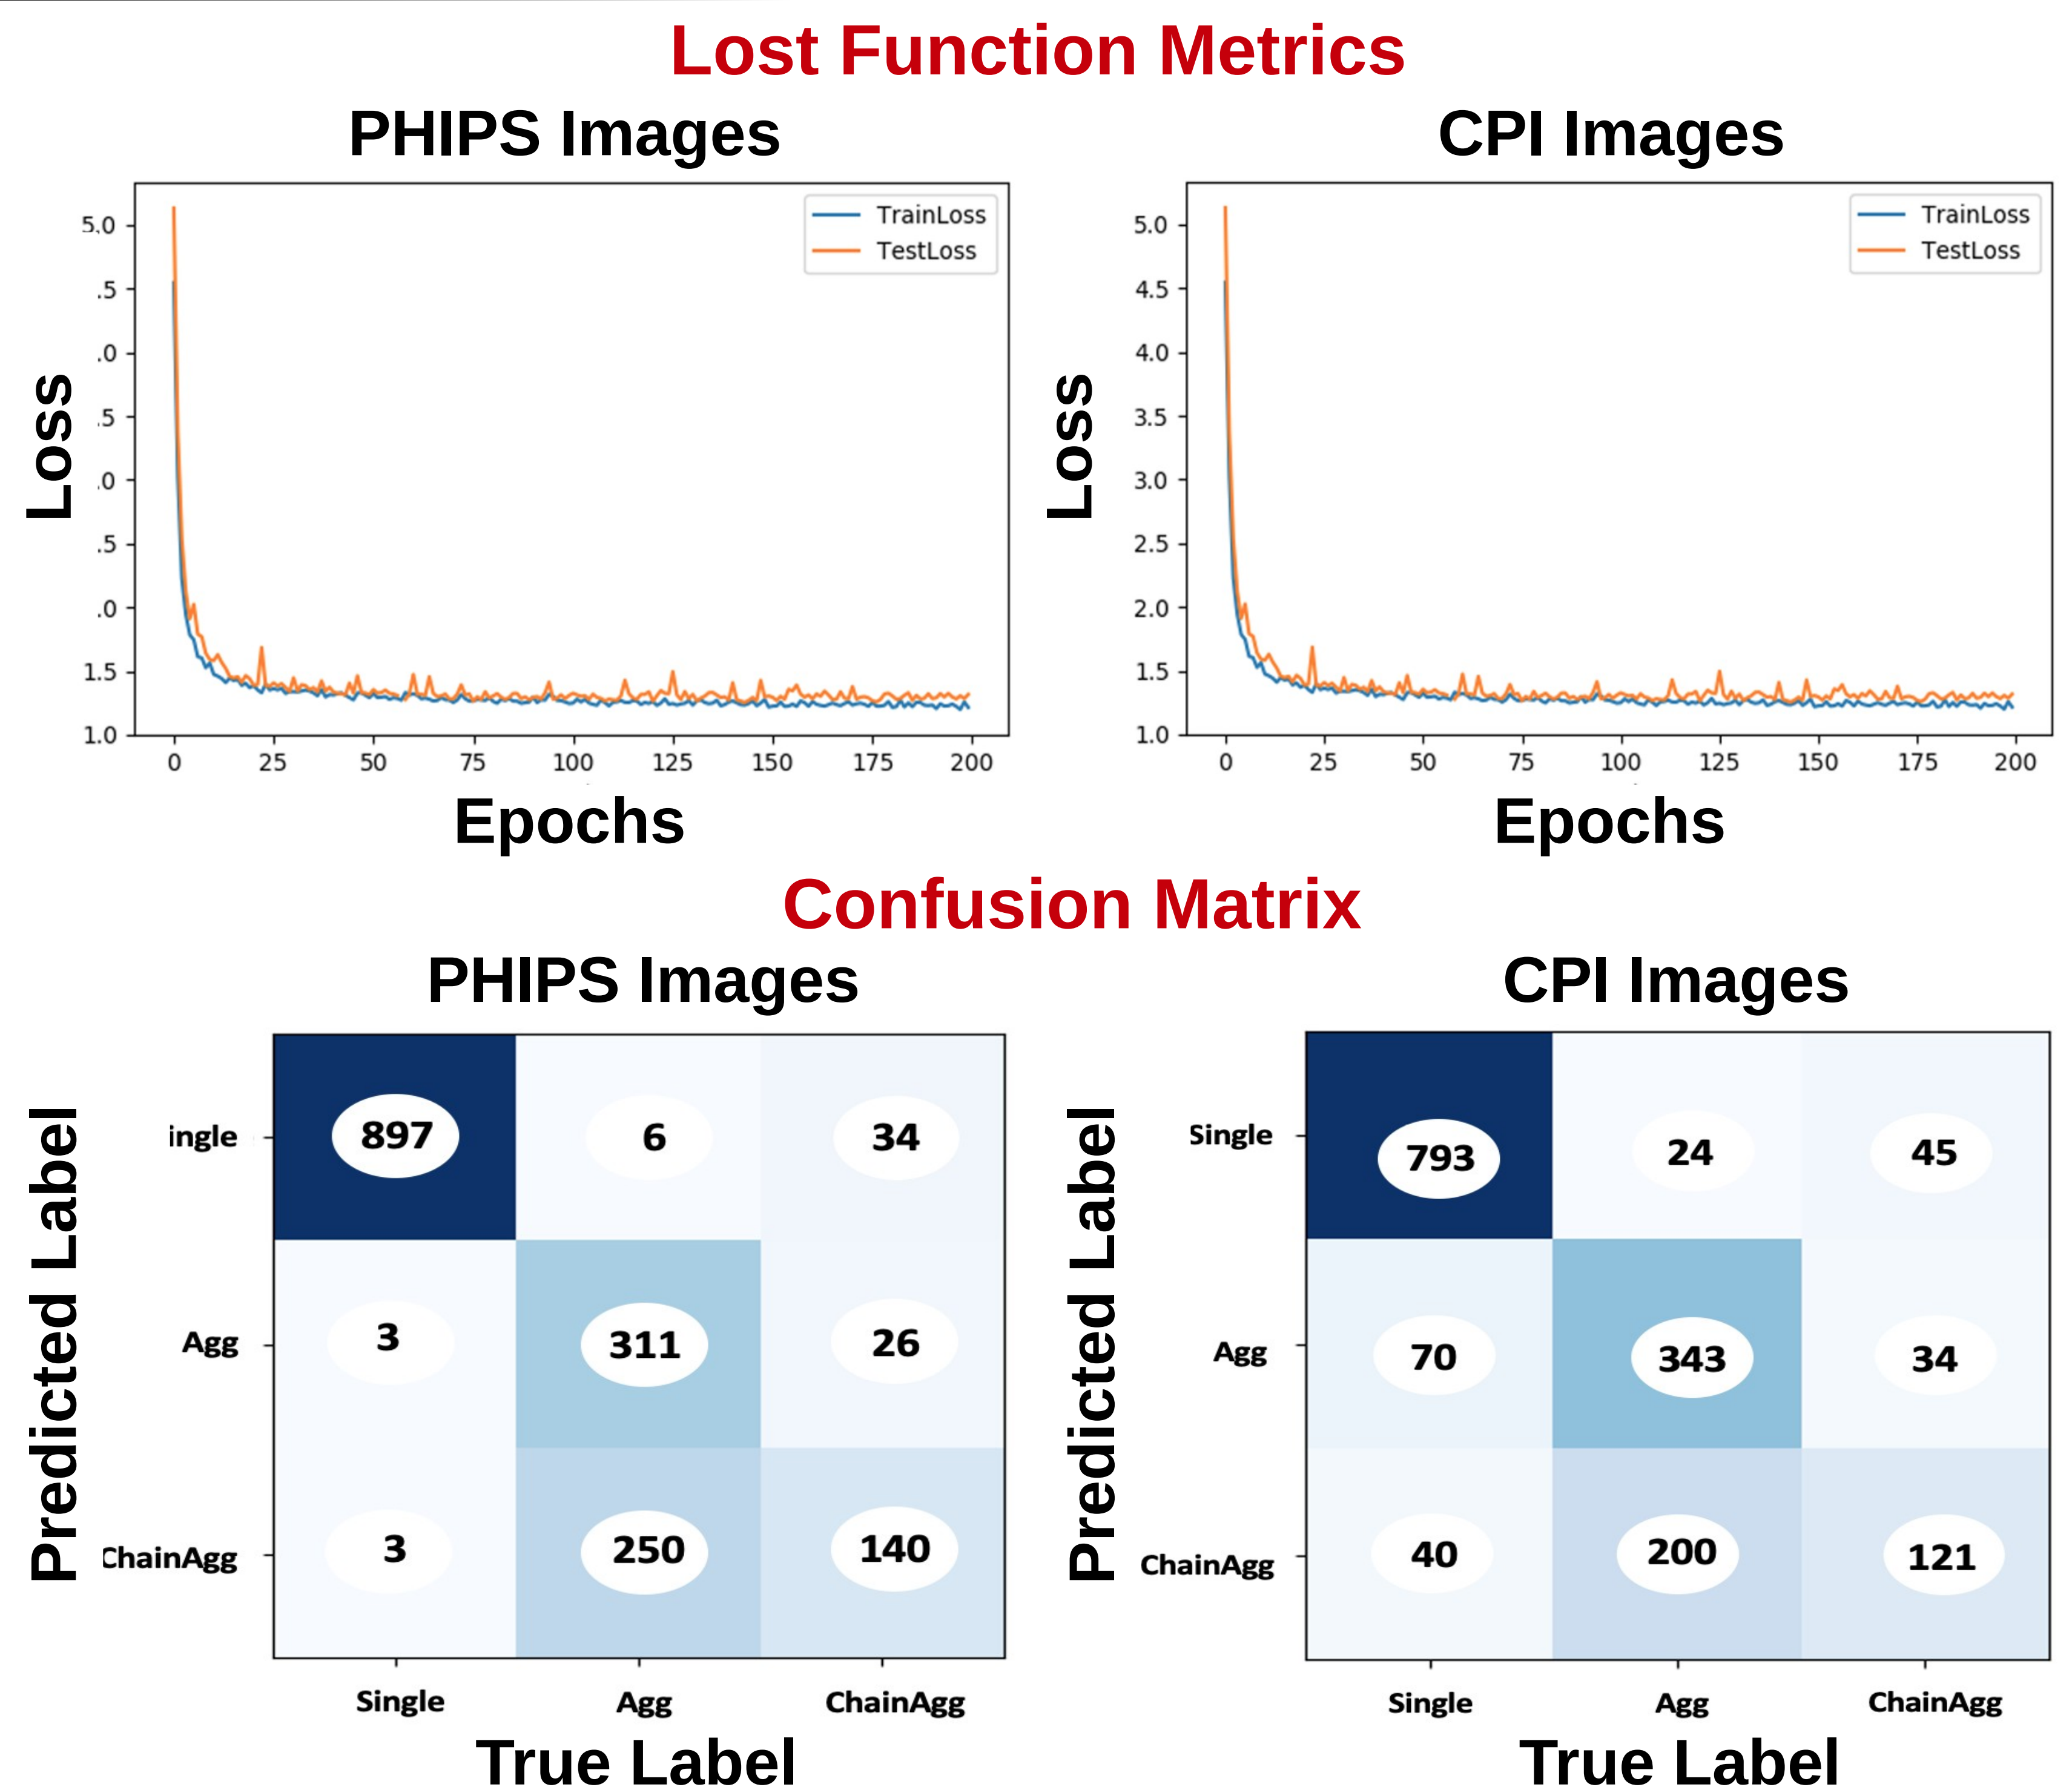 Lost Function Metrics
PHIPS Images
CPI Images
TrainLoss
TestLoss
5.0
.5
.0
.5
.0
.5
.0
1.5
1.0
Loss
0 25 50 75 100 125 150 175 200
Epochs
TrainLoss
TestLoss
5.0
4.5
4.0
3.5
3.0
2.5
2.0
1.5
1.0
Loss
0 25 50 75 100 125 150 175 200
Epochs
Confusion Matrix
PHIPS Images
CPI Images
Predicted Label
ingle 897 6 34
Agg 3 311 26
ChainAgg 3 250 140
Single Agg ChainAgg
True Label
Predicted Label
Single 793 24 45
Agg 70 343 34
ChainAgg 40 200 121
Single Agg ChainAgg
True Label